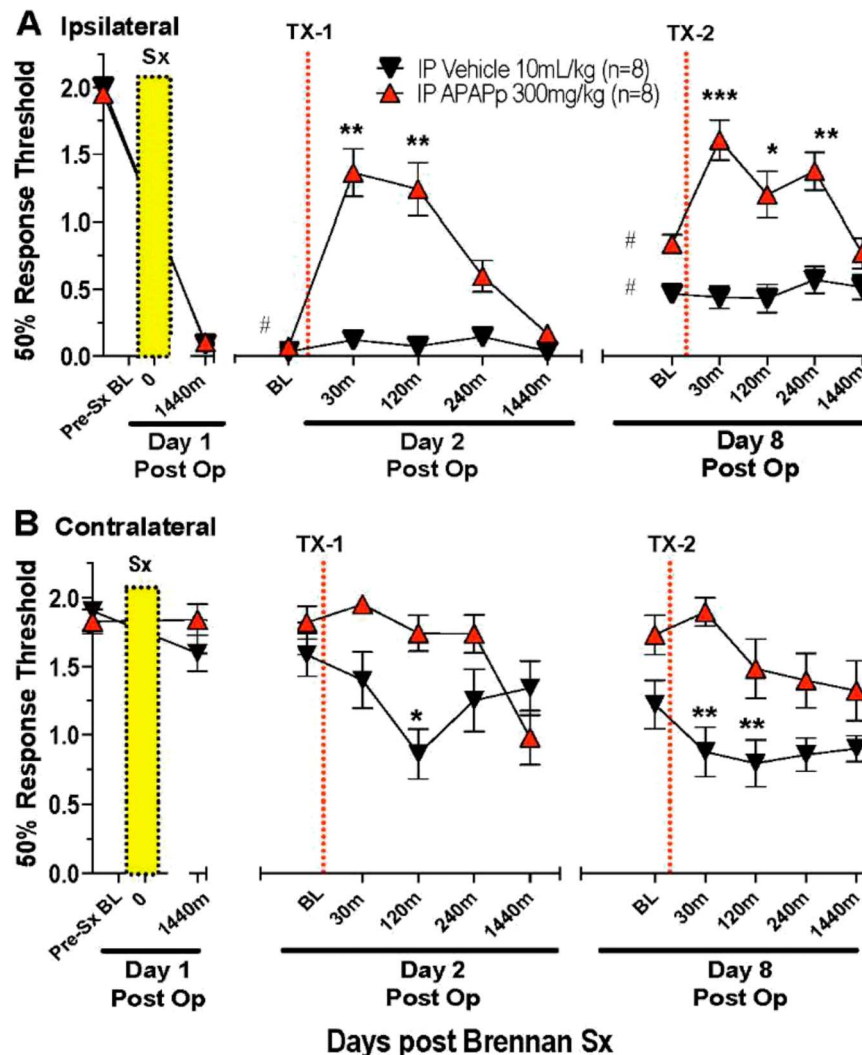 A Ipsilateral
Sx
TX-1
TX-2
IP Vehicle 10mL/kg (n=8)
IP APAPp 300mg/kg (n=8)
50% Response Threshold
2.0
1.5
1.0
0.5
0.0
** ** *** * **
# # #
Pre-Sx BL 0 1440m
BL 30m 120m 240m 1440m
BL 30m 120m 240m 1440m
Day 1
Post Op
Day 2
Post Op
Day 8
Post Op
B Contralateral
Sx
TX-1
TX-2
50% Response Threshold
2.0
1.5
1.0
0.5
0.0
* ** **
Pre-Sx BL 0 1440m
BL 30m 120m 240m 1440m
BL 30m 120m 240m 1440m
Day 1
Post Op
Day 2
Post Op
Day 8
Post Op
Days post Brennan Sx